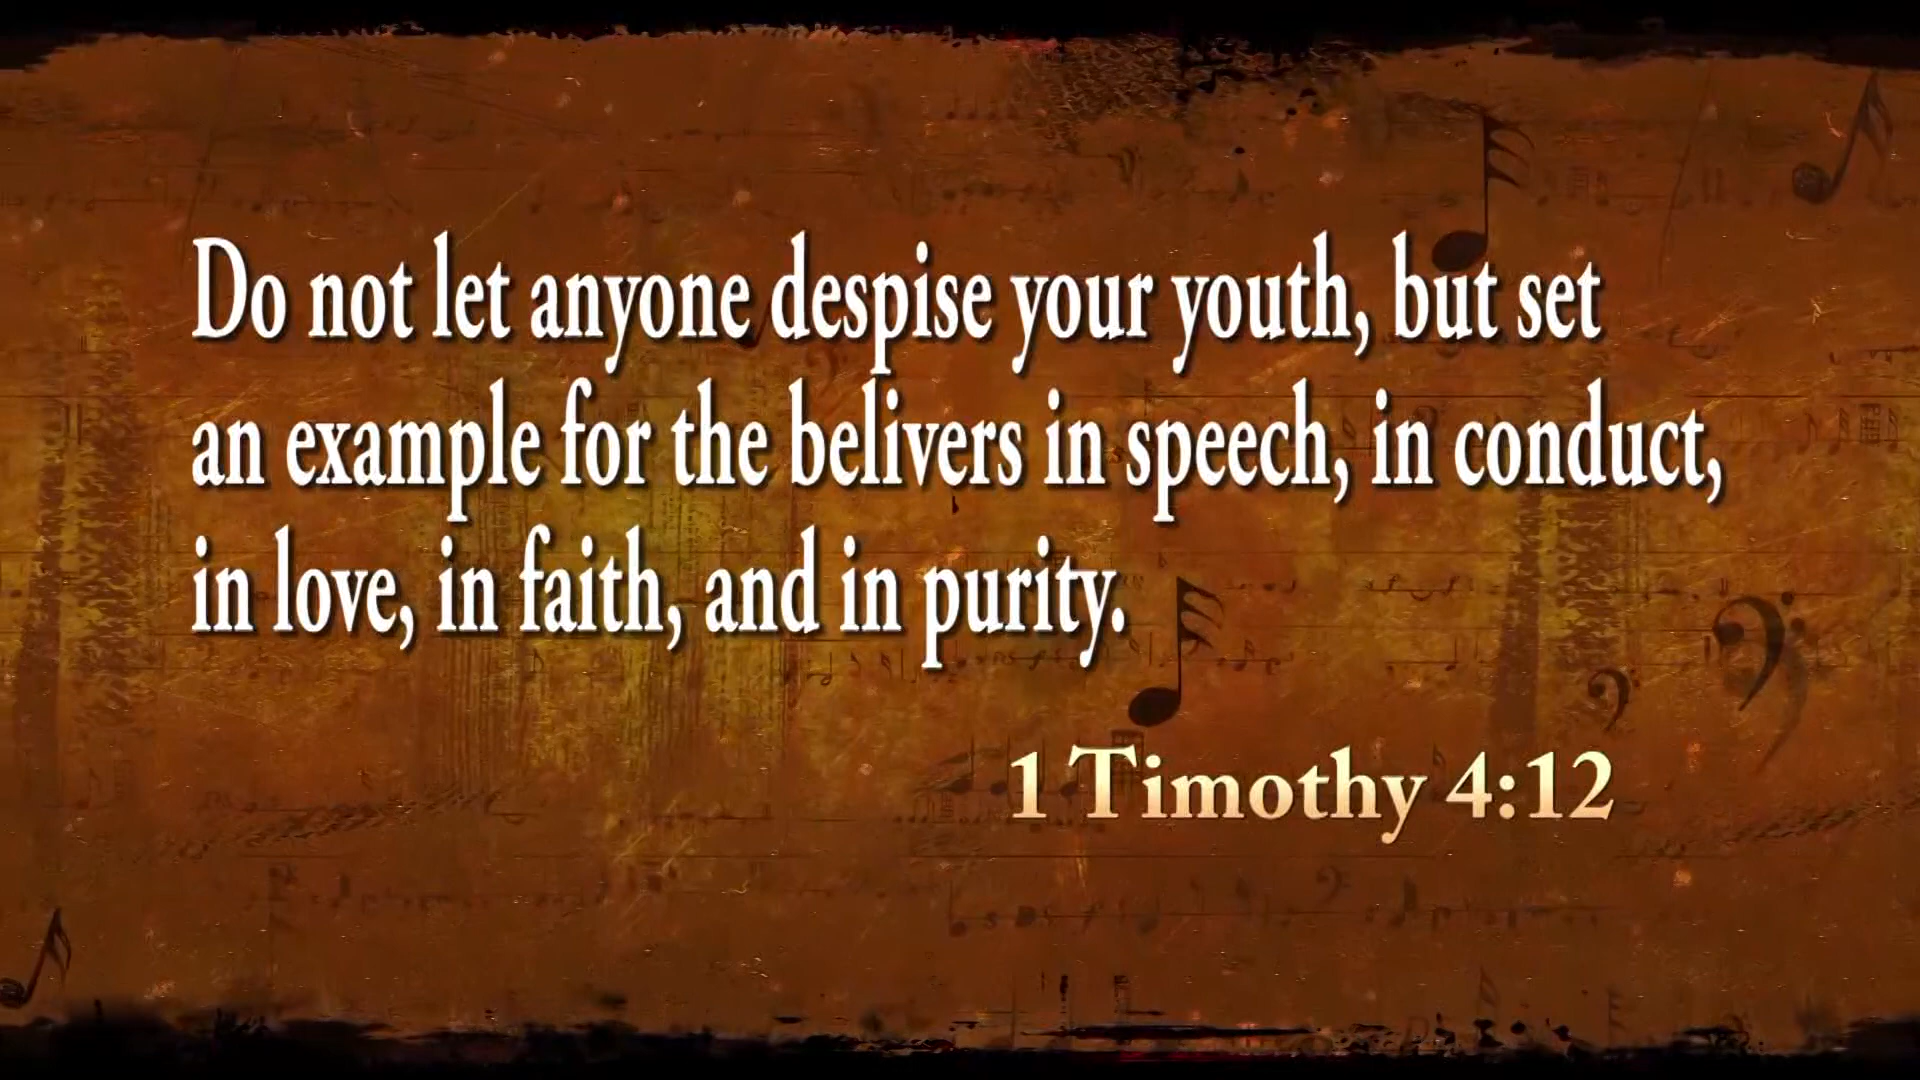 Do not let anyone despise your youth, but set
an example for the belivers in speech, in conduct,
in love, in faith, and in purity.
1 Timothy 4:12